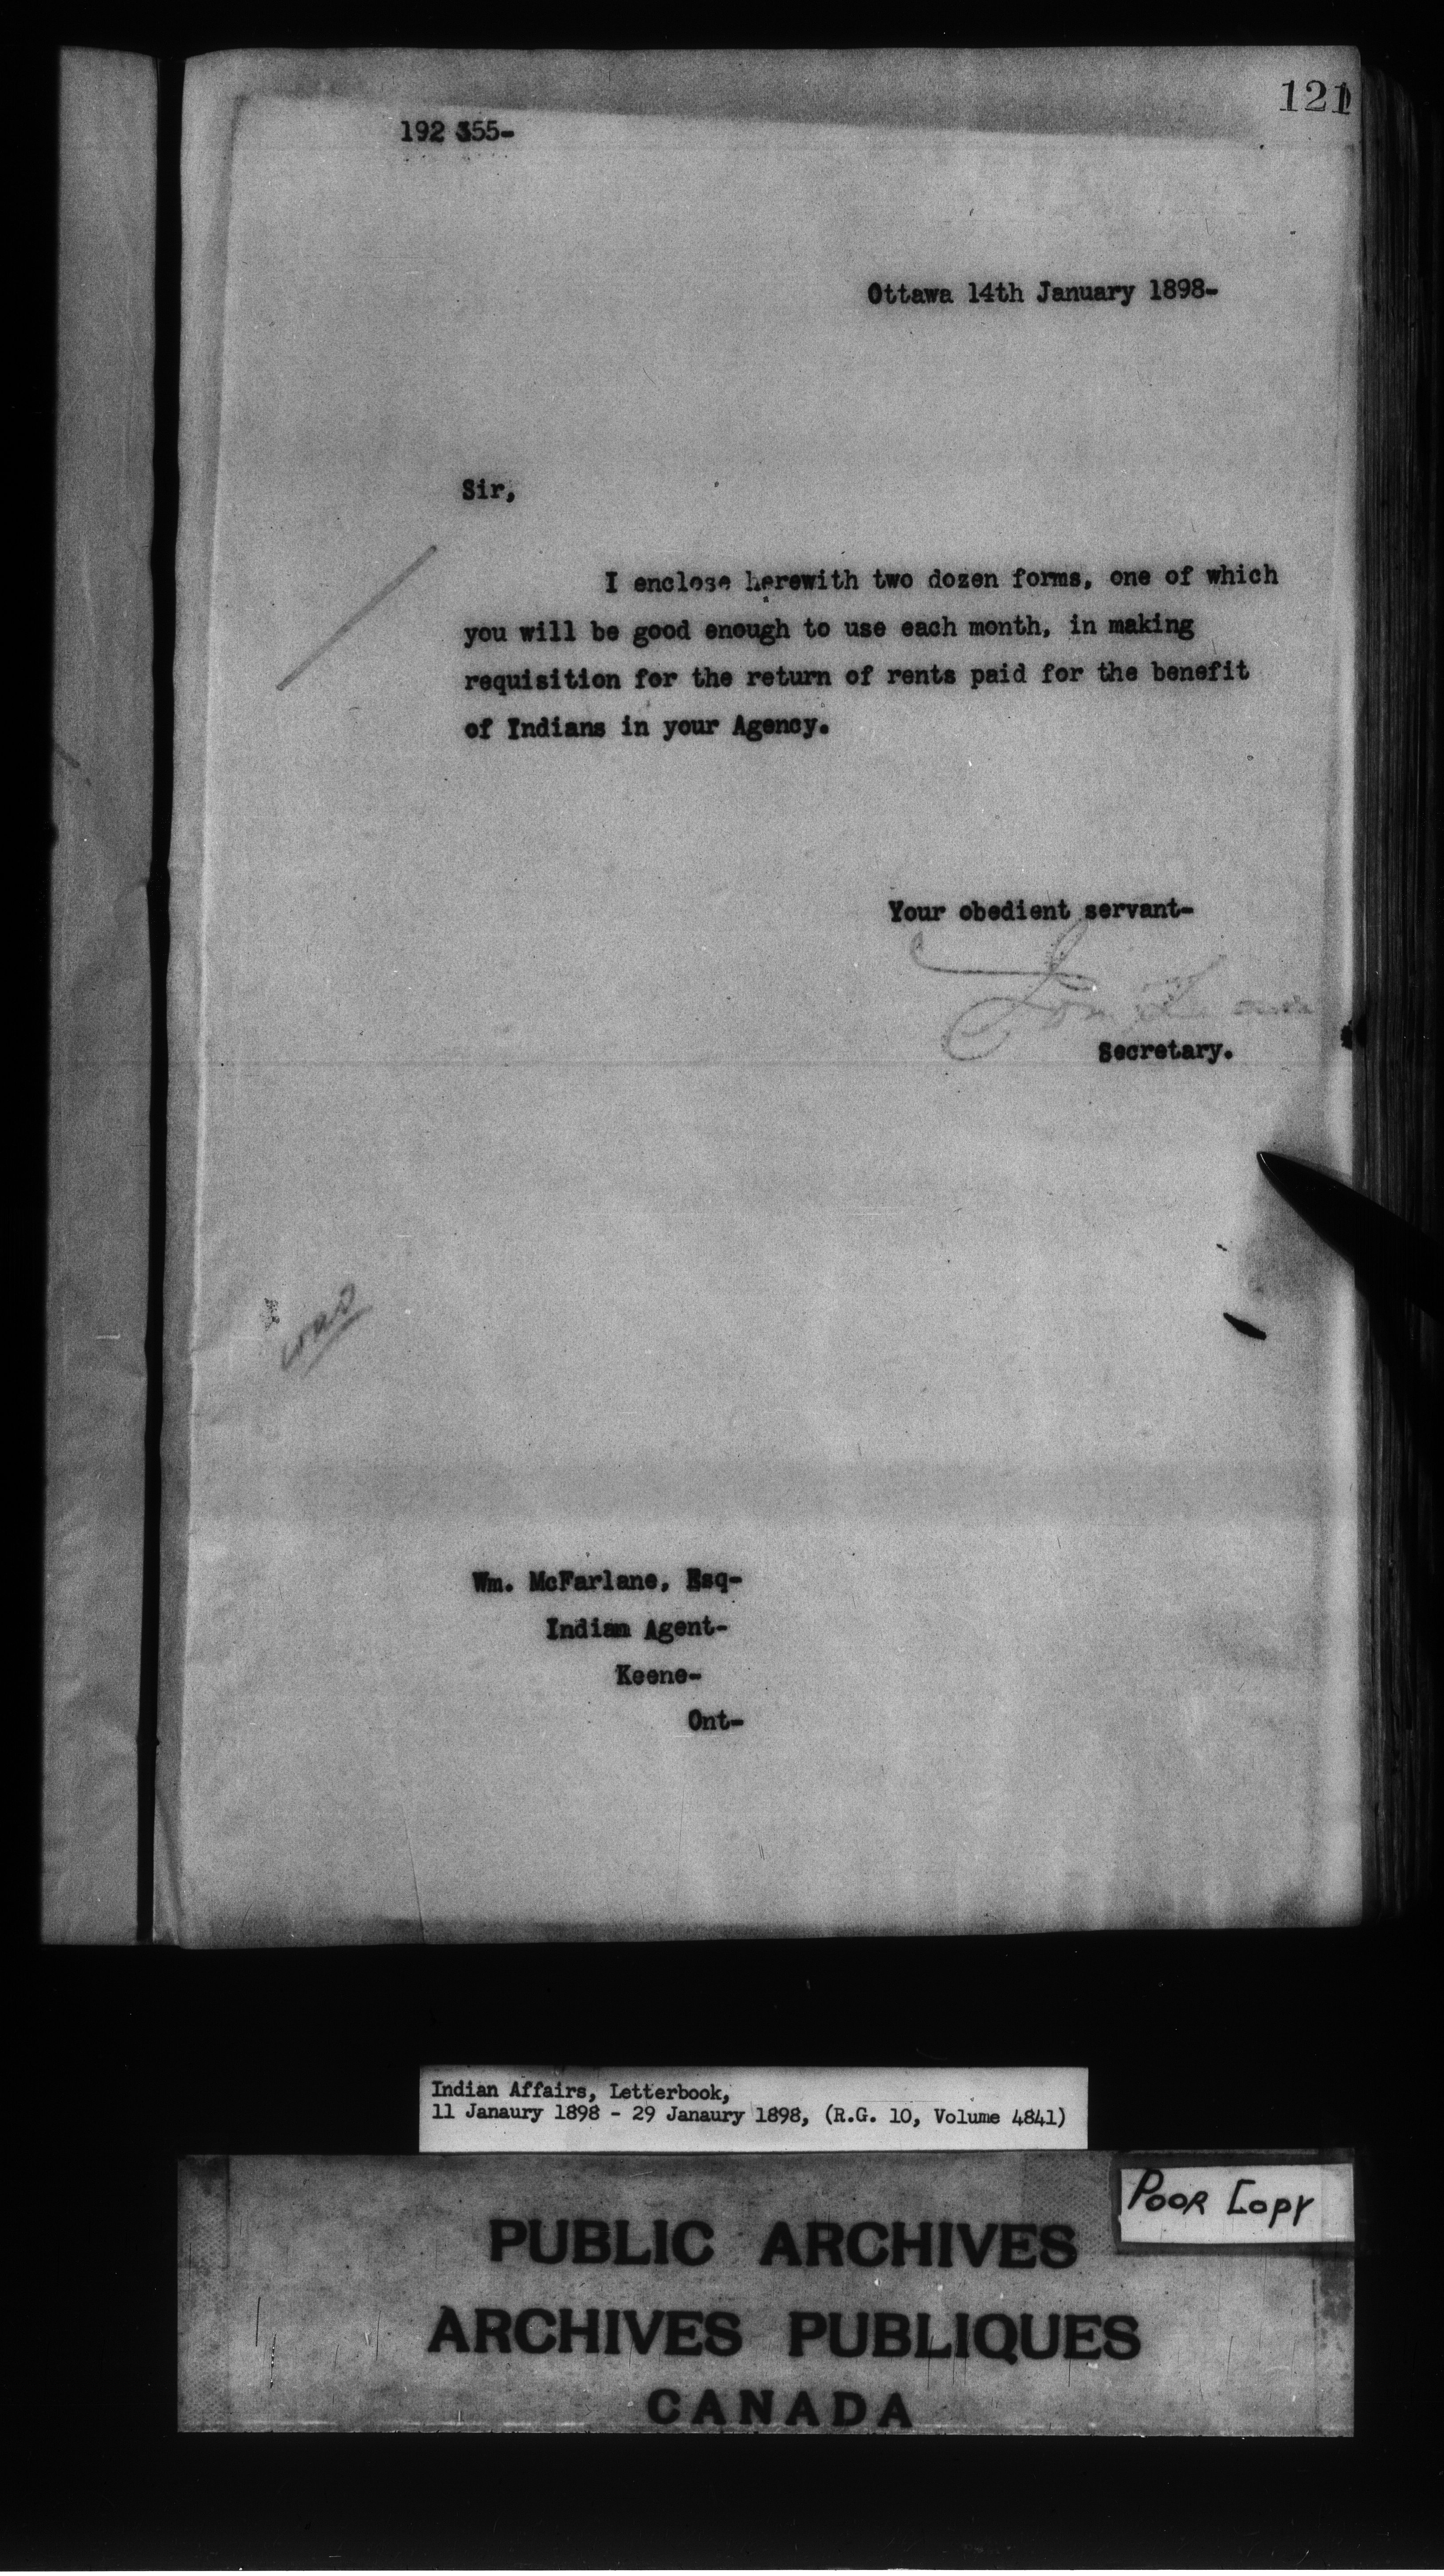 121
192 355-
Ottawa 14th January 1898-
Sir,
I enclose herewith two dozen forms, one of which
you will be good enough to use each month, in making
requisition for the return of rents paid for the benefit
of Indians in your Agency.
Your obedient servant-
Secretary.
Wm. McFarlane, Esq-
Indian Agent-
Keene-
Ont-
Indian Affairs, Letterbook,
11 Janaury 1898 - 29 Janaury 1898, (R.G. 10, Volume 4841)
POOR COPY
PUBLIC ARCHIVES
ARCHIVES PUBLIQUES
CANADA